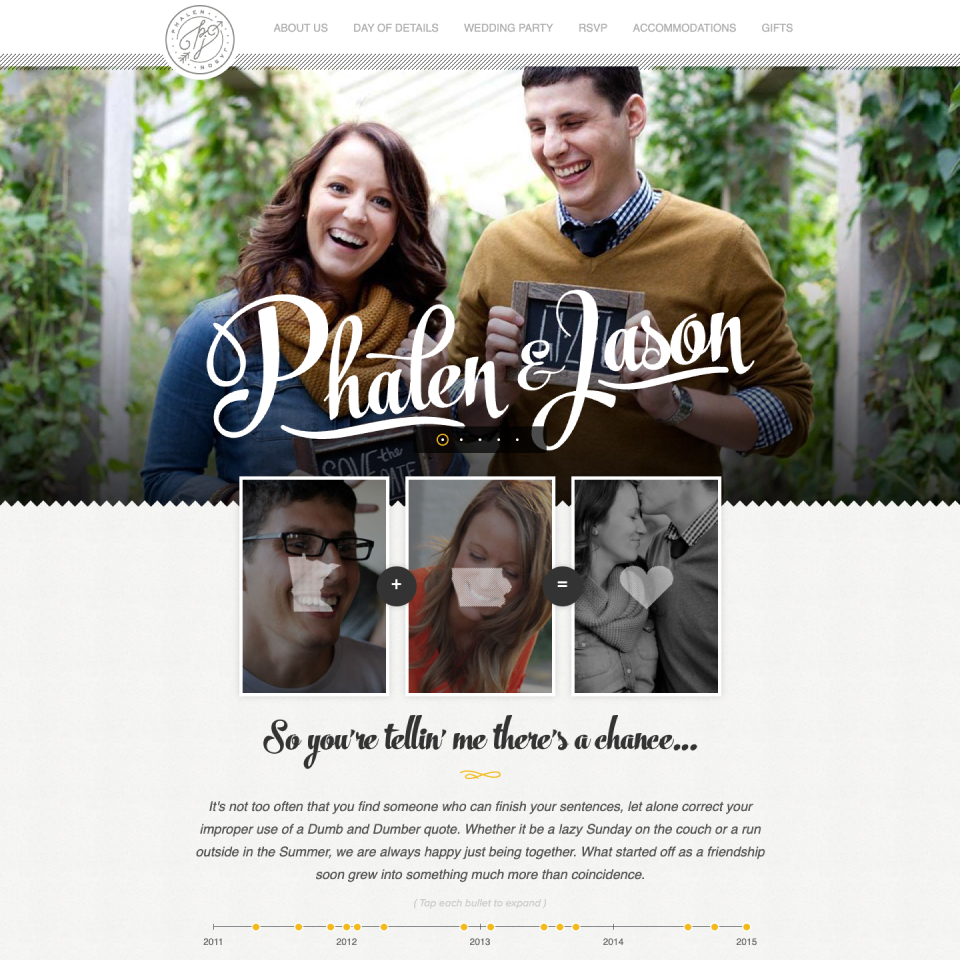 PHALEN
JASON
ABOUT US DAY OF DETAILS WEDDING PARTY RSVP ACCOMMODATIONS GIFTS
Phalen & Jason
SAVE the
DATE
+ =
So you're tellin' me there's a chance...
It's not too often that you find someone who can finish your sentences, let alone correct your
improper use of a Dumb and Dumber quote. Whether it be a lazy Sunday on the couch or a run
outside in the Summer, we are always happy just being together. What started off as a friendship
soon grew into something much more than coincidence.
( Tap each bullet to expand )
2011 2012 2013 2014 2015